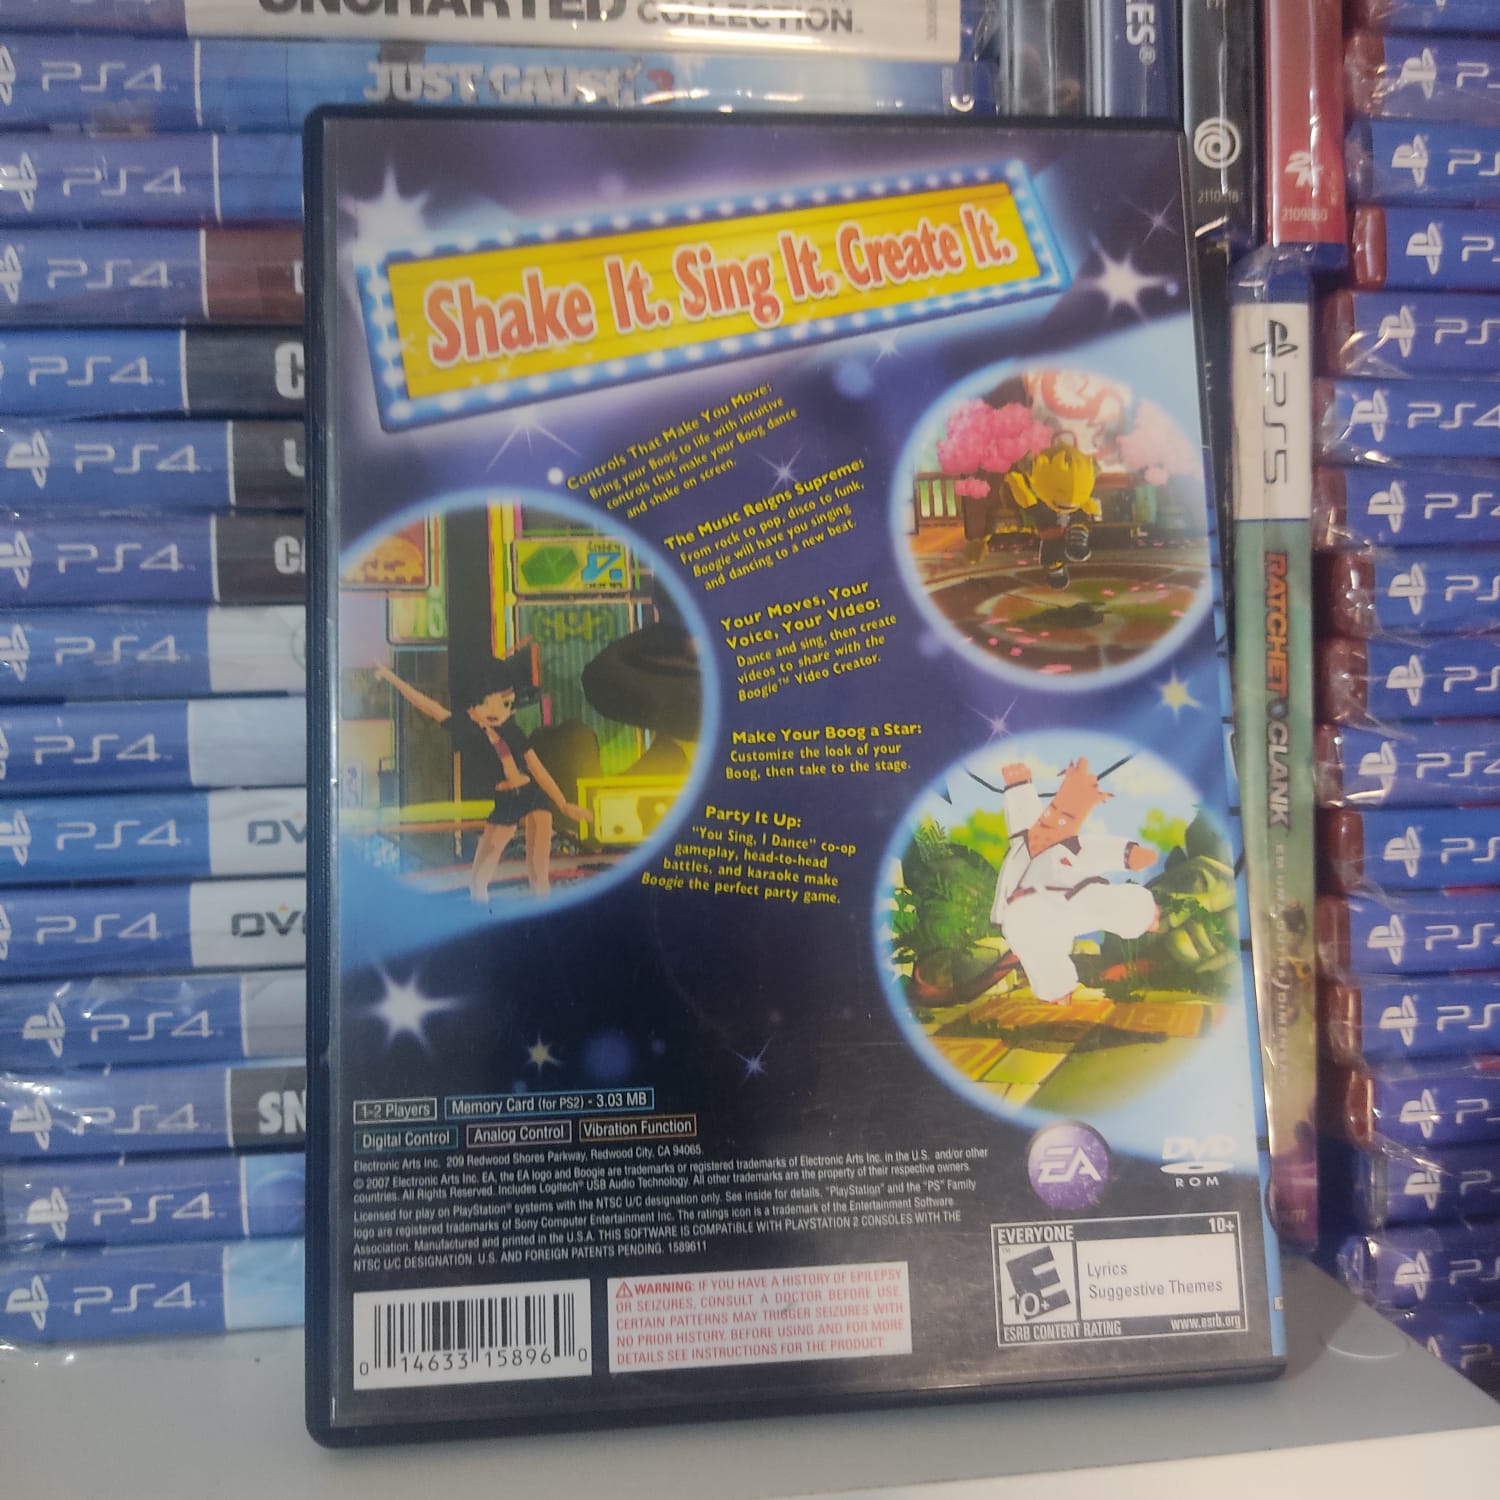 UNCHARTED COLLECTION
PS4 JUST CAUSE 3
PS4
PS4
PS4
PS4
PS4
PS4
PS4
PS4
PS4
PS4
PS4 SN
PS4
PS4
2109860
PS5
RATCHET CLANK
Shake It. Sing It. Create It.
Controls That Make You Move:
Bring your Boog to life with intuitive
controls that make your Boog dance
and shake on screen.
The Music Reigns Supreme:
From rock to pop, disco to funk,
Boogie will have you singing
and dancing to a new beat.
Your Moves, Your
Voice, Your Video:
Dance and sing, then create
videos to share with the
Boogie™ Video Creator.
Make Your Boog a Star:
Customize the look of your
Boog, then take to the stage.
Party It Up:
"You Sing, I Dance" co-op
gameplay, head-to-head
battles, and karaoke make
Boogie the perfect party game.
1-2 Players
Memory Card (for PS2) - 3.03 MB
Digital Control
Analog Control
Vibration Function
Electronic Arts Inc. 209 Redwood Shores Parkway, Redwood City, CA 94065.
© 2007 Electronic Arts Inc. EA, the EA logo and Boogie are trademarks or registered trademarks of Electronic Arts Inc. in the U.S. and/or other
countries. All Rights Reserved. Includes Logitech® USB Audio Technology. All other trademarks are the property of their respective owners.
Licensed for play on PlayStation® systems with the NTSC U/C designation only. See inside for details. "PlayStation" and the "PS" Family
logo are registered trademarks of Sony Computer Entertainment Inc. The ratings icon is a trademark of the Entertainment Software
Association. Manufactured and printed in the U.S.A. THIS SOFTWARE IS COMPATIBLE WITH PLAYSTATION 2 CONSOLES WITH THE
NTSC U/C DESIGNATION. U.S. AND FOREIGN PATENTS PENDING. 1589611
EA
DVD
ROM
EVERYONE 10+
E
10+
Lyrics
Suggestive Themes
ESRB CONTENT RATING www.esrb.org
0 14633 15896 0
WARNING: IF YOU HAVE A HISTORY OF EPILEPSY
OR SEIZURES, CONSULT A DOCTOR BEFORE USE.
CERTAIN PATTERNS MAY TRIGGER SEIZURES WITH
NO PRIOR HISTORY. BEFORE USING AND FOR MORE
DETAILS SEE INSTRUCTIONS FOR THE PRODUCT.